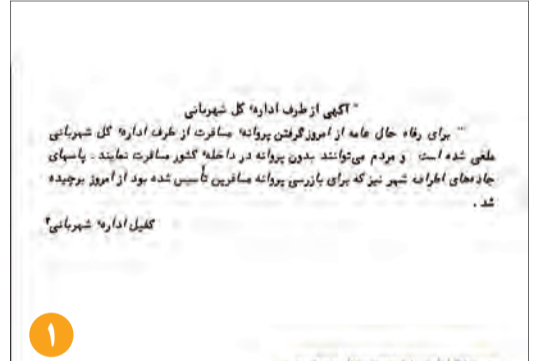 " آگهی از طرف اداره کل شهربانی
" برای رفاه حال عامه از امروز گرفتن پروانه مسافرت از طرف اداره کل شهربانی
ملغی شده است و مردم می‌توانند بدون پروانه در داخله کشور مسافرت نمایند . پاسهای
جاده‌های اطراف شهر نیز که برای بازرسی پروانه مسافرین تأسیس شده بود از امروز برچیده
شد .
کفیل اداره شهربانی۲
۱